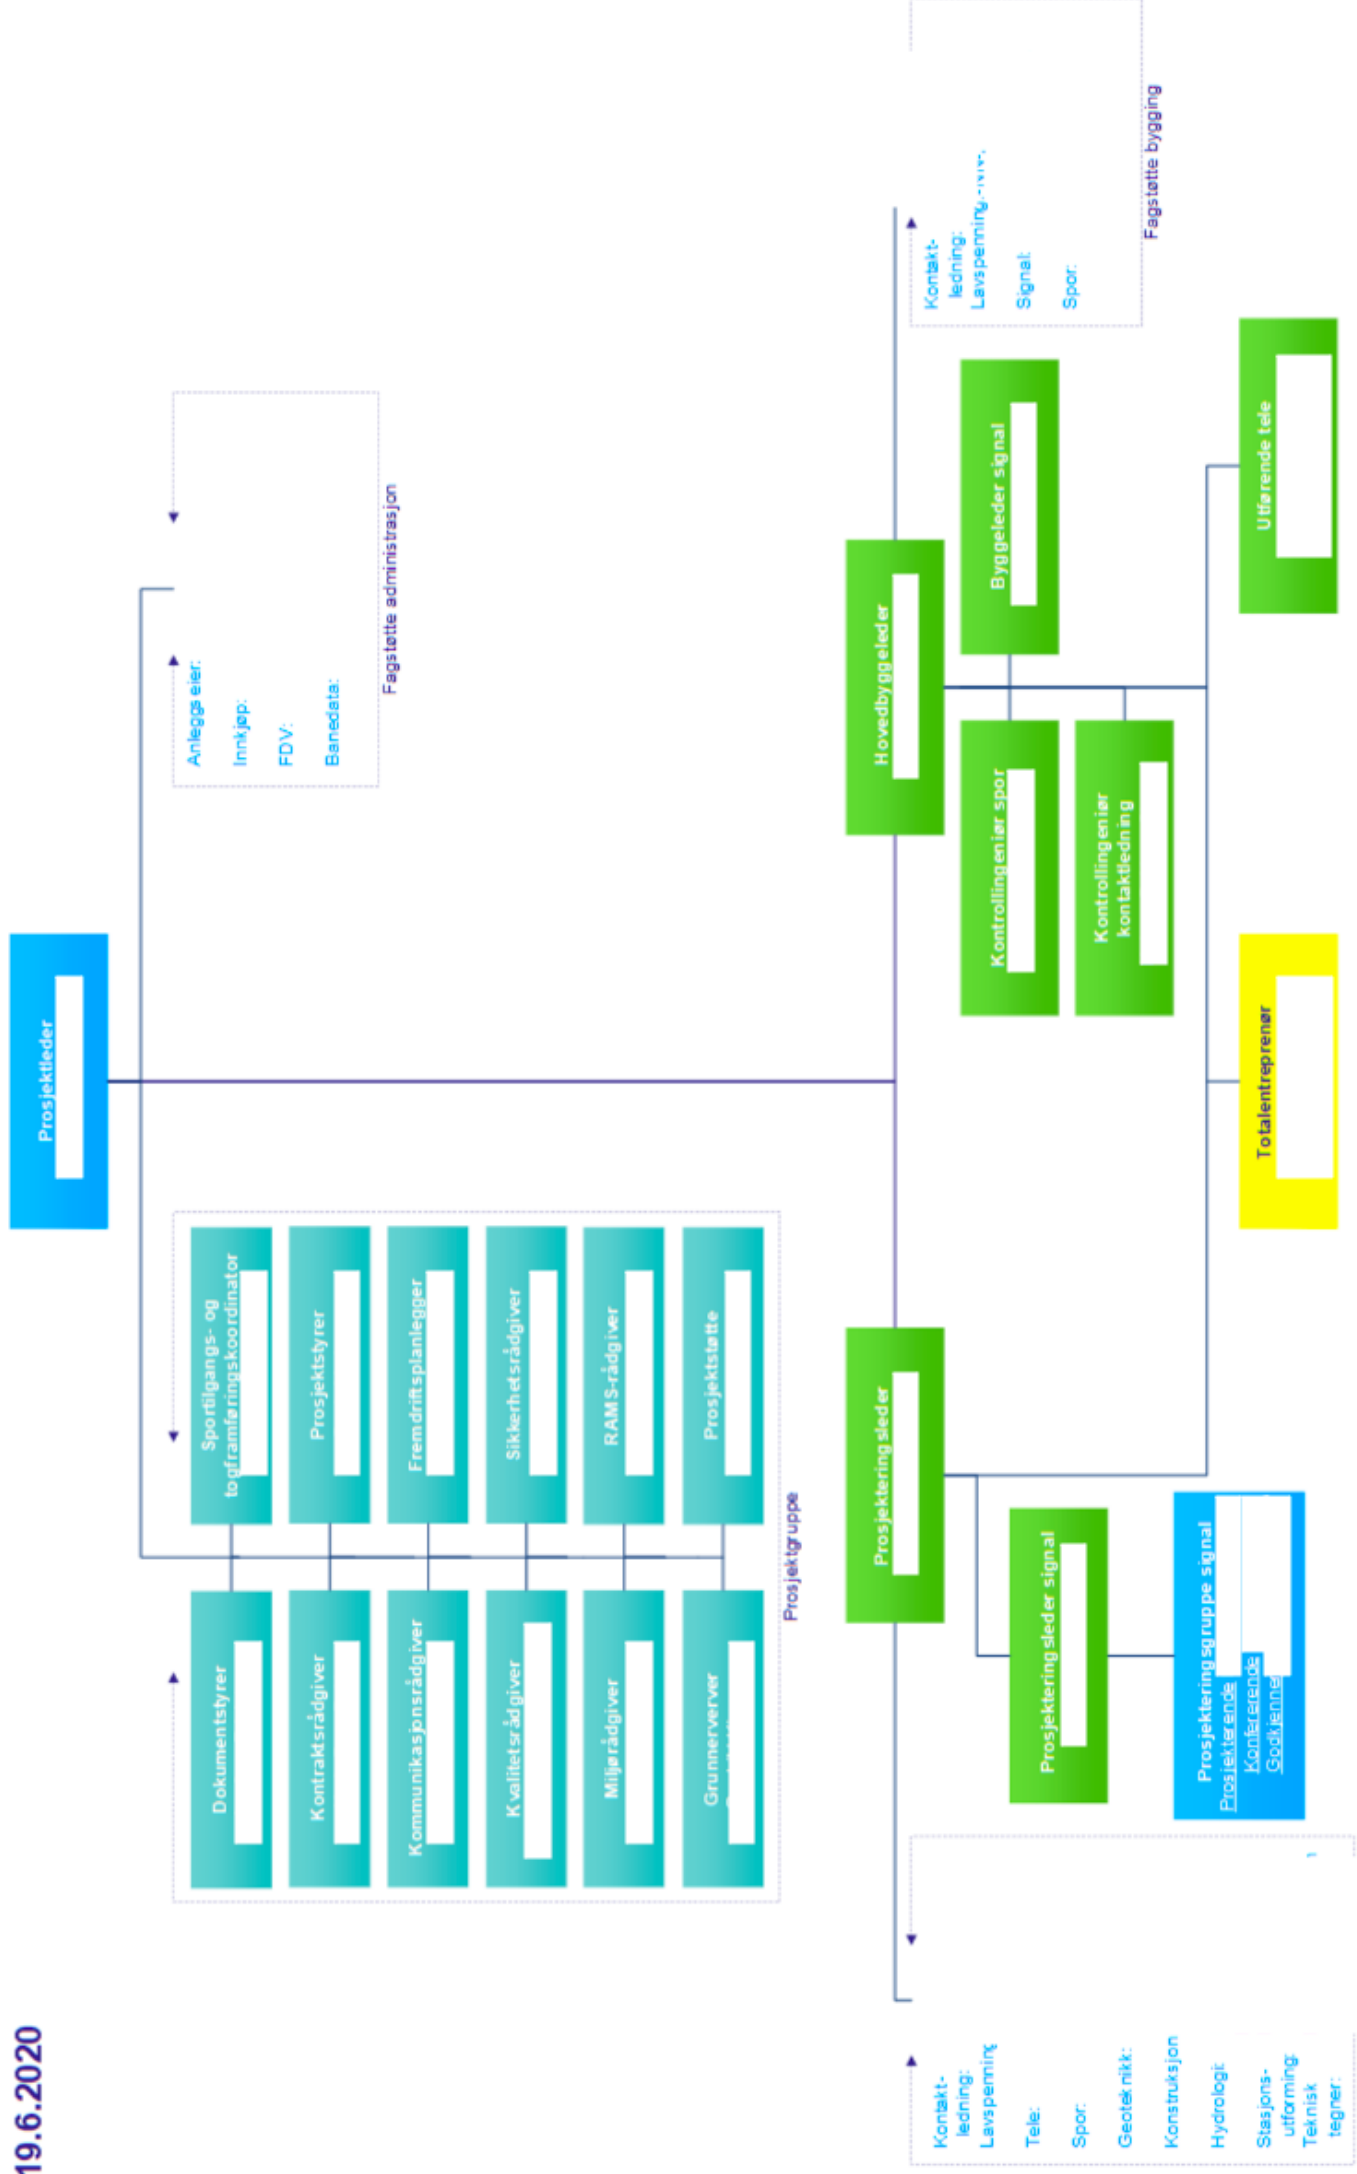 19.6.2020
Prosjektleder
Dokumentstyrer
Sportilgangs- og
togframføringskoordinator
Kontraktsrådgiver
Prosjektstyrer
Kommunikasjonsrådgiver
Fremdriftsplanlegger
Kvalitetsrådgiver
Sikkerhetsrådgiver
Miljørådgiver
RAMS-rådgiver
Grunnerverver
Prosjektstøtte
Prosjektgruppe
Anleggseier:
Innkjøp:
FDV:
Banedata:
Fagstøtte administrasjon
Prosjekteringsleder
Hovedbyggeleder
Kontakt-
ledning:
Lavspenning
Tele:
Spor:
Geoteknikk:
Konstruksjon
Hydrologi:
Stasjons-
utforming:
Teknisk
tegner:
Prosjekteringsleder signal
Prosjekteringsgruppe signal
Prosjekterende
Konfererende
Godkjenner
Kontrollingeniør spor
Byggeleder signal
Kontrollingeniør
kontaktledning
Totalentreprenør
Utførende tele
Kontakt-
ledning:
Lavspenning
Signal:
Spor:
Fagstøtte bygging